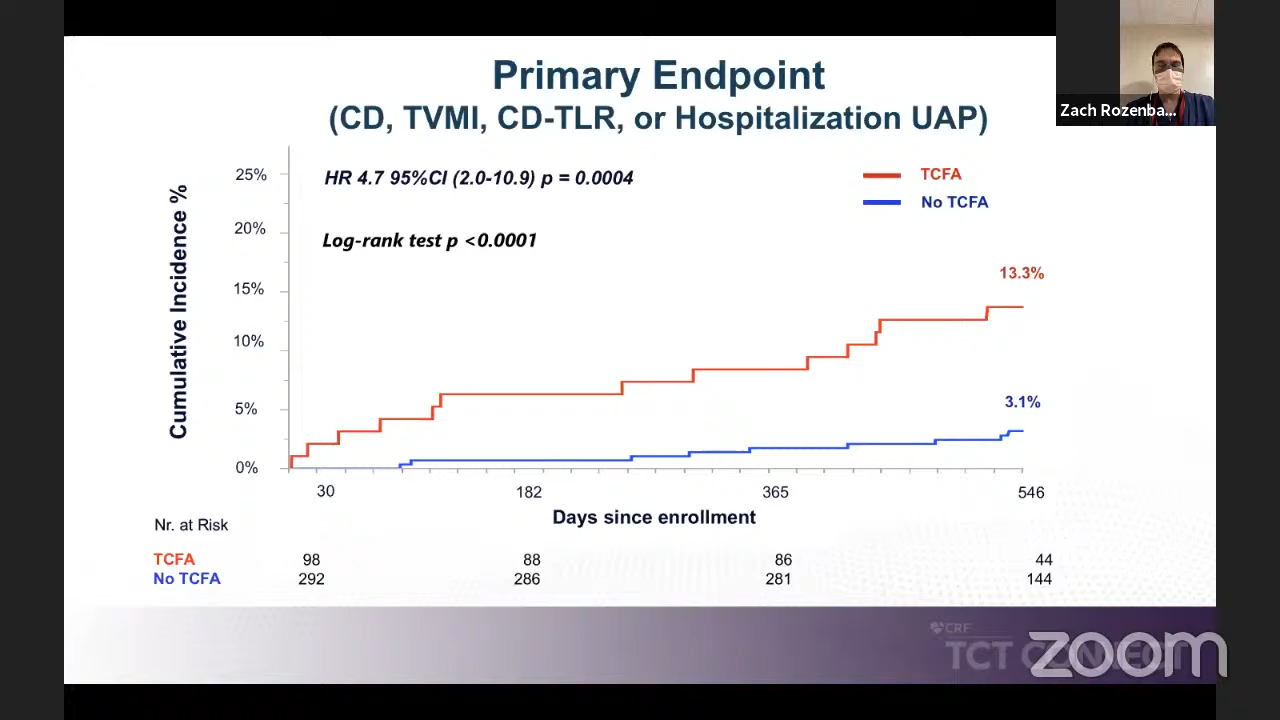 Primary Endpoint
(CD, TVMI, CD-TLR, or Hospitalization UAP)
Zach Rozenba...
HR 4.7 95%CI (2.0-10.9) p = 0.0004
Log-rank test p <0.0001
TCFA
No TCFA
Cumulative Incidence %
25%
20%
15%
10%
5%
0%
13.3%
3.1%
30 182 365 546
Days since enrollment
Nr. at Risk
TCFA 98 88 86 44
No TCFA 292 286 281 144
CRF
TCT CONNECT
zoom